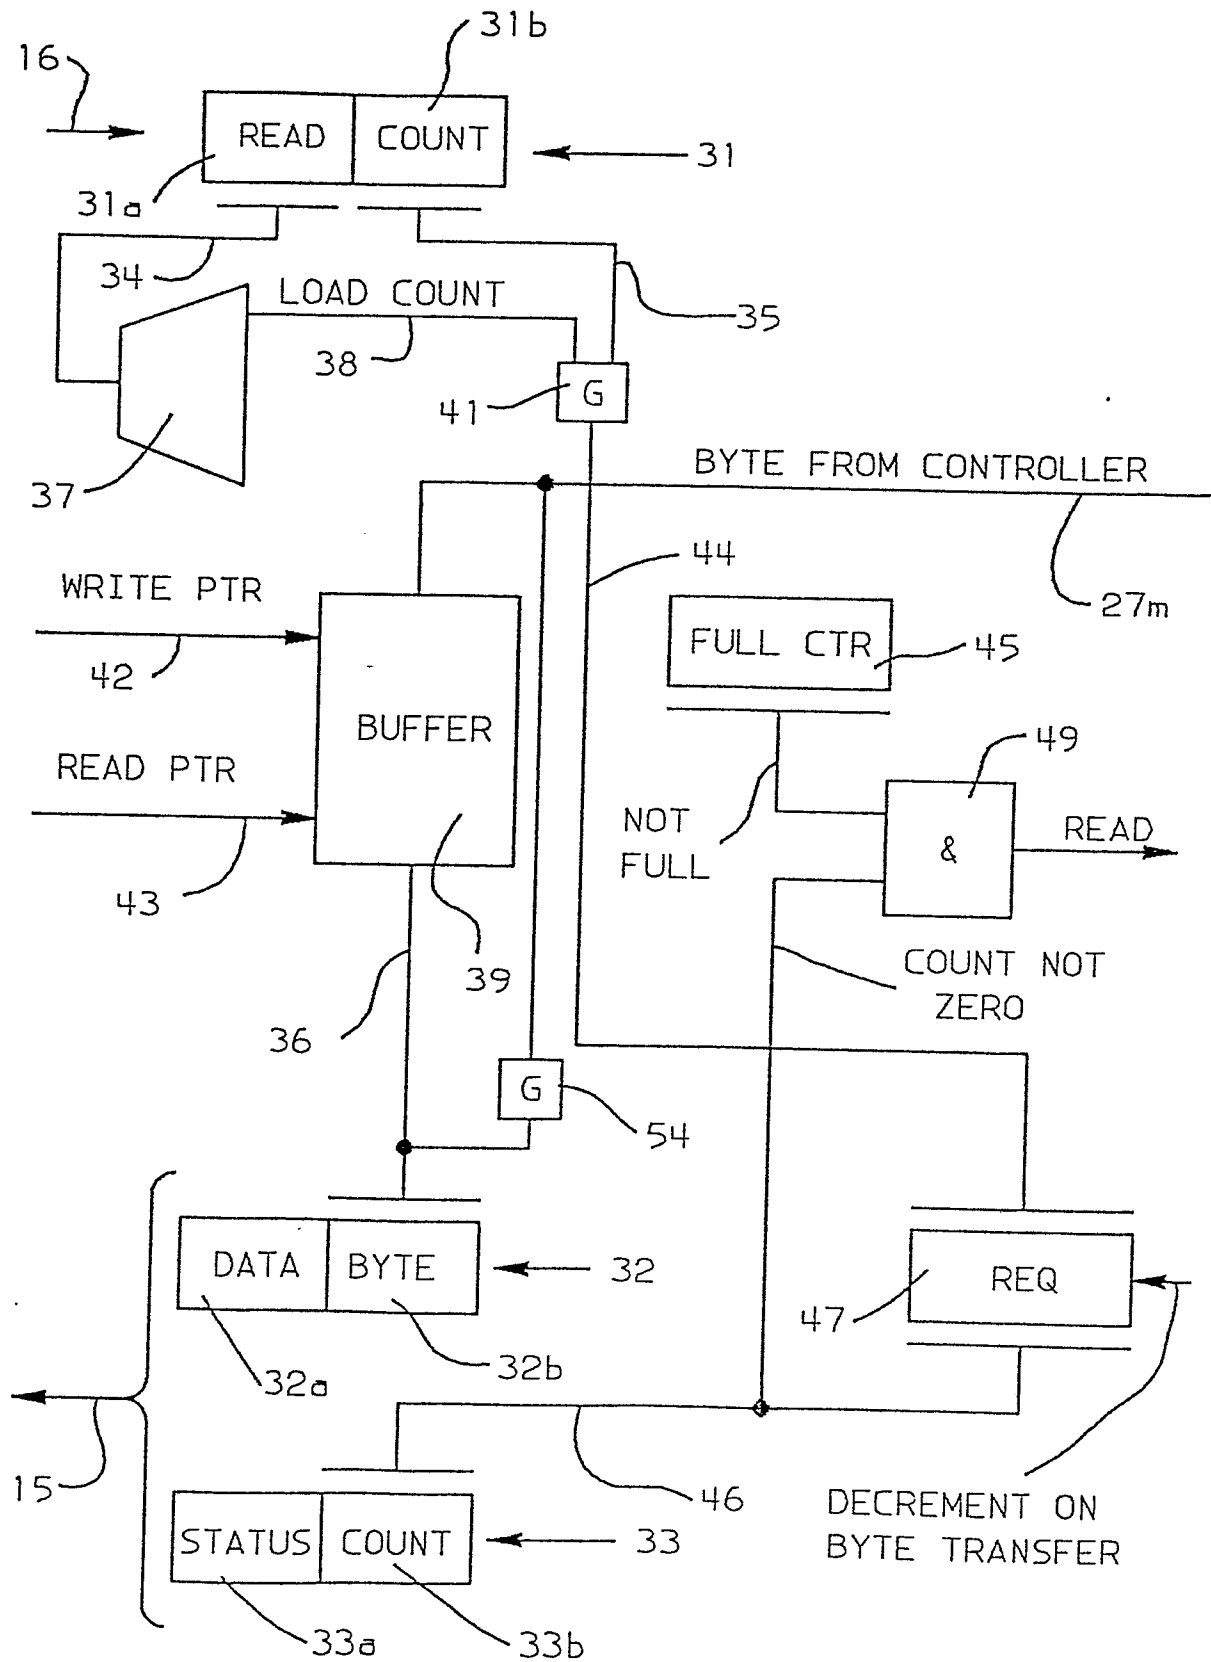 31b
16
READ COUNT
31
31a
34
LOAD COUNT
35
38
41
G
37
BYTE FROM CONTROLLER
44
27m
WRITE PTR
42
FULL CTR
45
BUFFER
READ PTR
49
NOT
FULL
&
READ
43
39
COUNT NOT
ZERO
36
G
54
DATA BYTE
32
REQ
47
32a
32b
15
46
DECREMENT ON
BYTE TRANSFER
STATUS COUNT
33
33a
33b